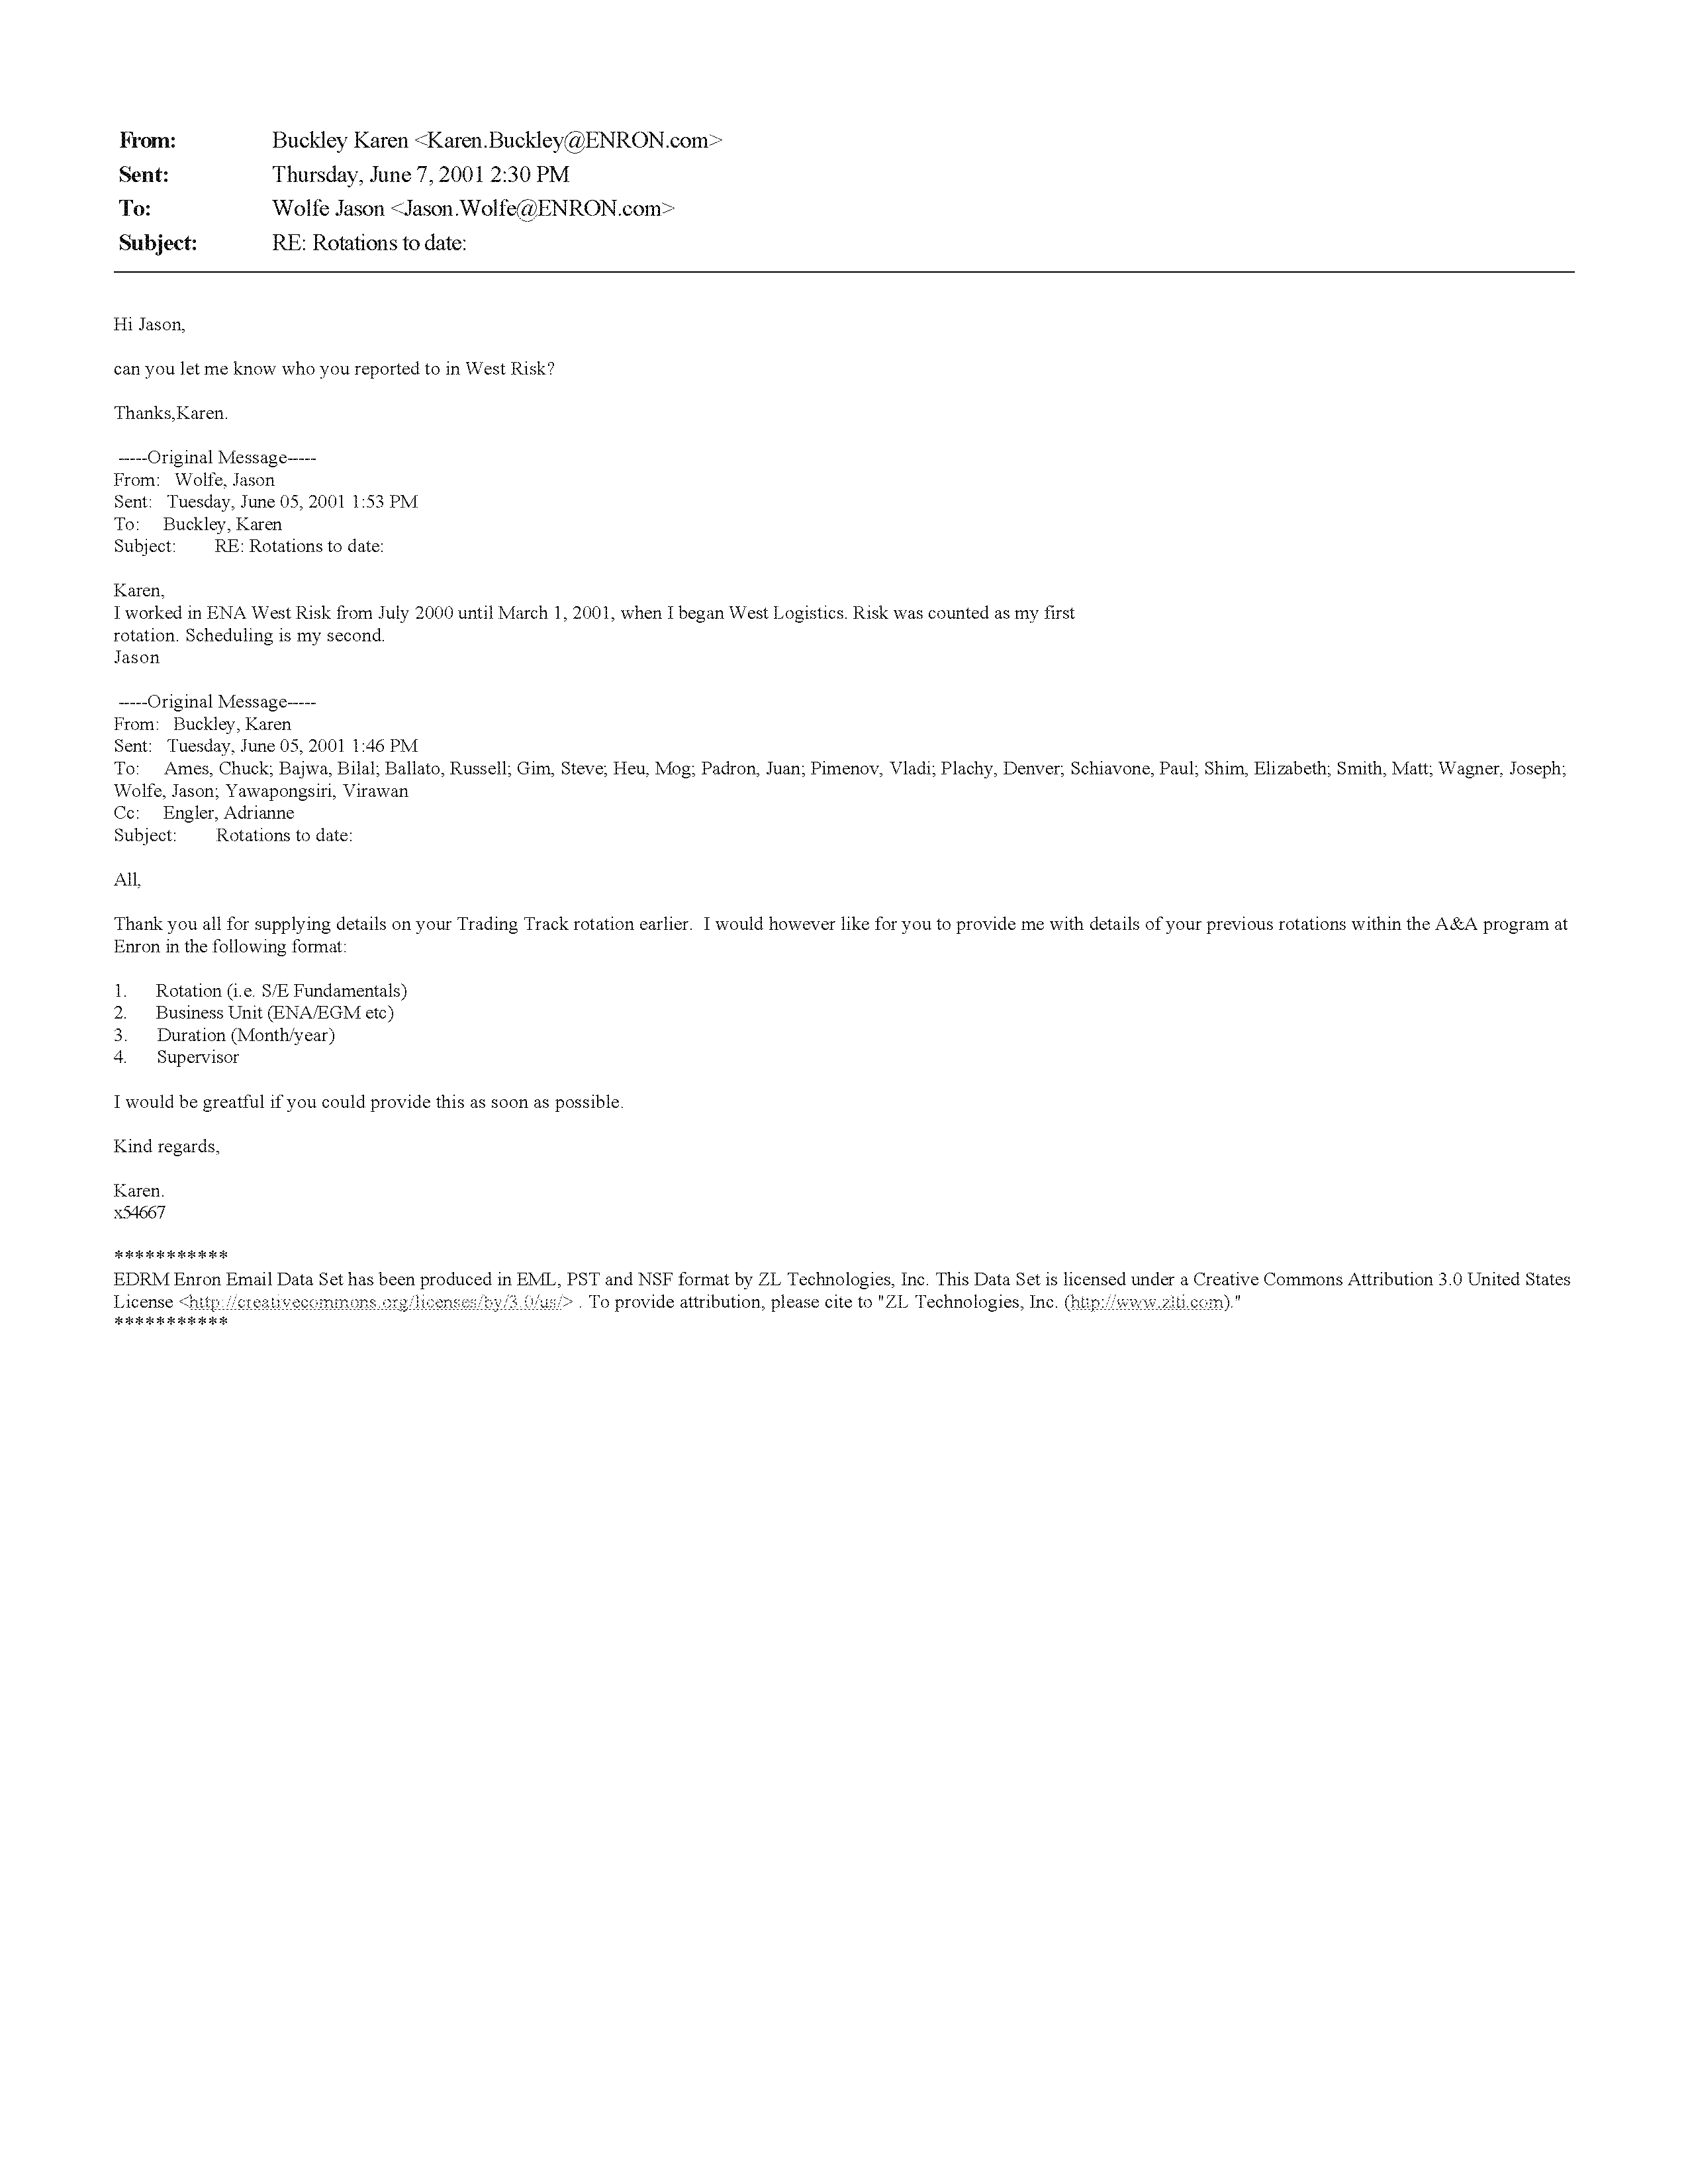 From: Buckley Karen <Karen.Buckley@ENRON.com>
Sent: Thursday, June 7, 2001 2:30 PM
To: Wolfe Jason <Jason.Wolfe@ENRON.com>
Subject: RE: Rotations to date:
Hi Jason,
can you let me know who you reported to in West Risk?
Thanks,Karen.
-----Original Message-----
From: Wolfe, Jason
Sent: Tuesday, June 05, 2001 1:53 PM
To: Buckley, Karen
Subject: RE: Rotations to date:
Karen,
I worked in ENA West Risk from July 2000 until March 1, 2001, when I began West Logistics. Risk was counted as my first
rotation. Scheduling is my second.
Jason
-----Original Message-----
From: Buckley, Karen
Sent: Tuesday, June 05, 2001 1:46 PM
To: Ames, Chuck; Bajwa, Bilal; Ballato, Russell; Gim, Steve; Heu, Mog; Padron, Juan; Pimenov, Vladi; Plachy, Denver; Schiavone, Paul; Shim, Elizabeth; Smith, Matt; Wagner, Joseph;
Wolfe, Jason; Yawapongsiri, Virawan
Cc: Engler, Adrianne
Subject: Rotations to date:
All,
Thank you all for supplying details on your Trading Track rotation earlier. I would however like for you to provide me with details of your previous rotations within the A&A program at
Enron in the following format:
1. Rotation (i.e. S/E Fundamentals)
2. Business Unit (ENA/EGM etc)
3. Duration (Month/year)
4. Supervisor
I would be greatful if you could provide this as soon as possible.
Kind regards,
Karen.
x54667
***********
EDRM Enron Email Data Set has been produced in EML, PST and NSF format by ZL Technologies, Inc. This Data Set is licensed under a Creative Commons Attribution 3.0 United States
License <http://creativecommons.org/licenses/by/3.0/us/> . To provide attribution, please cite to "ZL Technologies, Inc. (http://www.zlti.com)."
***********